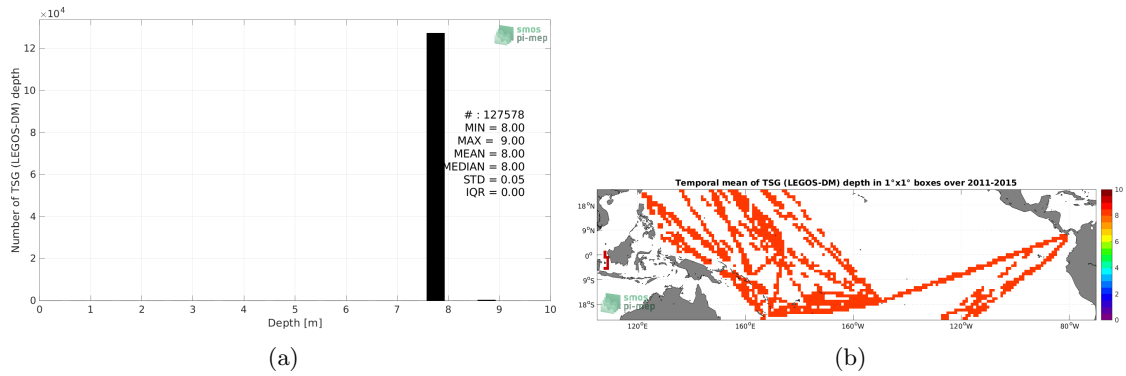 ×10⁴
smos
pi-mep
12
10
8
6
4
2
0
Number of TSG (LEGOS-DM) depth
# : 127578
MIN = 8.00
MAX = 9.00
MEAN = 8.00
MEDIAN = 8.00
STD = 0.05
IQR = 0.00
0 1 2 3 4 5 6 7 8 9 10
Depth [m]
(a)
Temporal mean of TSG (LEGOS-DM) depth in 1°x1° boxes over 2011-2015
18°N
9°N
0°
9°S
18°S
smos
pi-mep
120°E 160°E 160°W 120°W 80°W
10
8
6
4
2
0
(b)